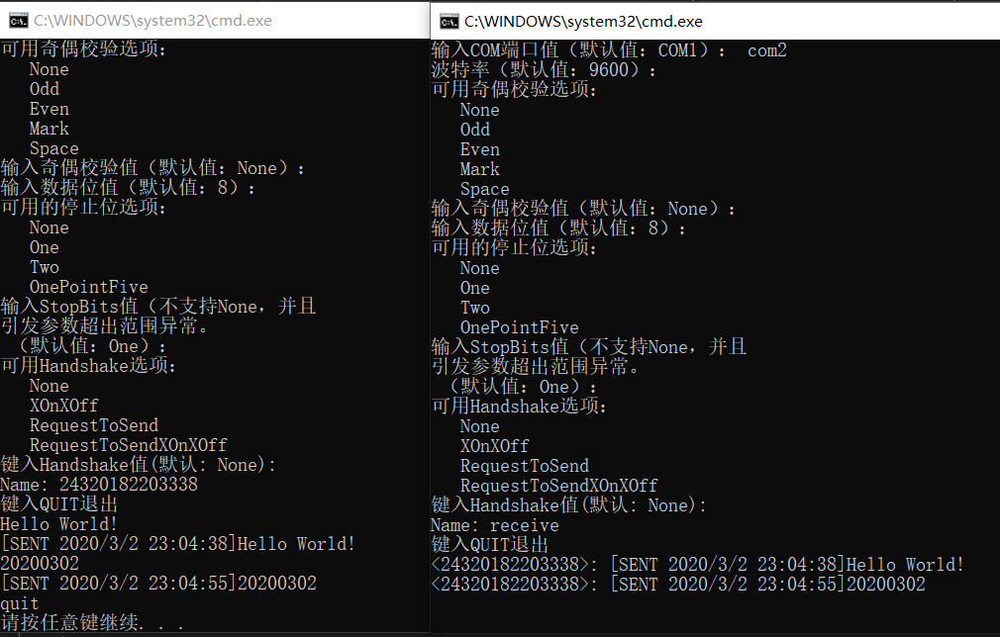 C:\WINDOWS\system32\cmd.exe
可用奇偶校验选项:
None
Odd
Even
Mark
Space
输入奇偶校验值（默认值：None）:
输入数据位值（默认值：8）:
可用的停止位选项:
None
One
Two
OnePointFive
输入StopBits值（不支持None，并且
引发参数超出范围异常。
（默认值：One）:
可用Handshake选项:
None
XOnXOff
RequestToSend
RequestToSendXOnXOff
键入Handshake值(默认: None):
Name: 24320182203338
键入QUIT退出
Hello World!
[SENT 2020/3/2 23:04:38]Hello World!
20200302
[SENT 2020/3/2 23:04:55]20200302
quit
请按任意键继续. . .
C:\WINDOWS\system32\cmd.exe
输入COM端口值（默认值：COM1）: com2
波特率（默认值：9600）:
可用奇偶校验选项:
None
Odd
Even
Mark
Space
输入奇偶校验值（默认值：None）:
输入数据位值（默认值：8）:
可用的停止位选项:
None
One
Two
OnePointFive
输入StopBits值（不支持None，并且
引发参数超出范围异常。
（默认值：One）:
可用Handshake选项:
None
XOnXOff
RequestToSend
RequestToSendXOnXOff
键入Handshake值(默认: None):
Name: receive
键入QUIT退出
<24320182203338>: [SENT 2020/3/2 23:04:38]Hello World!
<24320182203338>: [SENT 2020/3/2 23:04:55]20200302